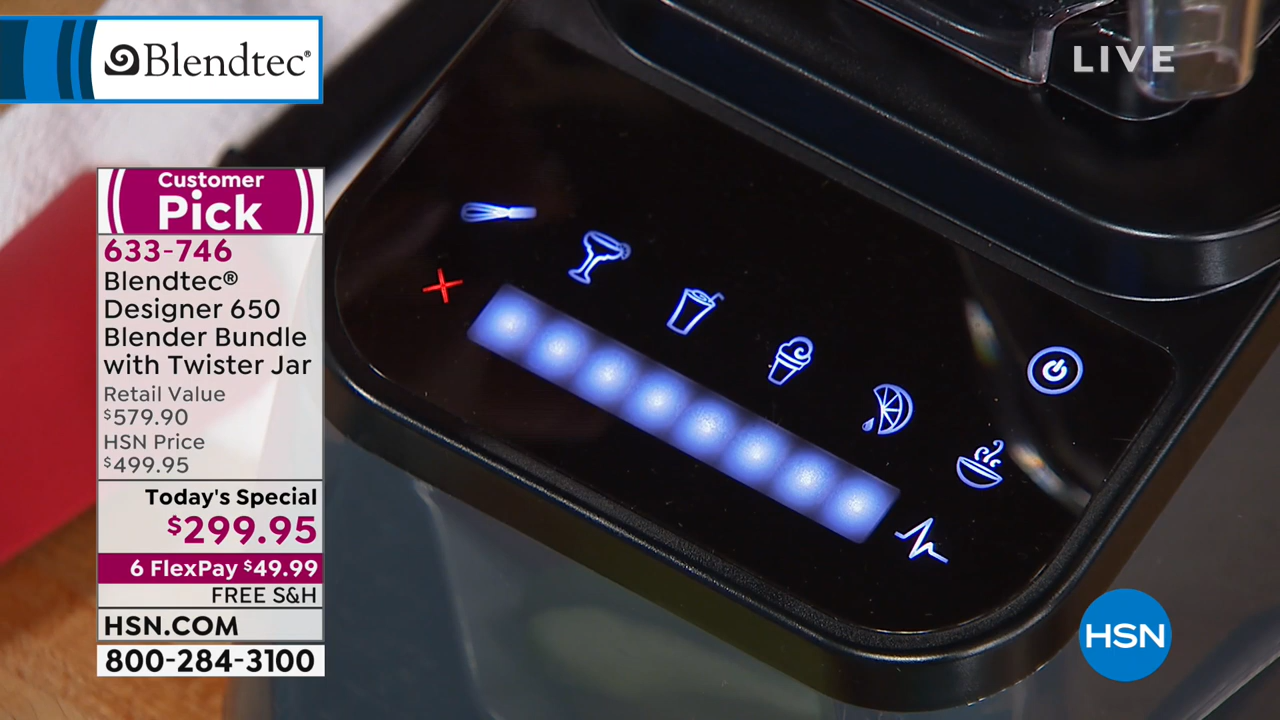 Blendtec®
LIVE
Customer
Pick
633-746
Blendtec®
Designer 650
Blender Bundle
with Twister Jar
Retail Value
$579.90
HSN Price
$499.95
Today's Special
$299.95
6 FlexPay $49.99
FREE S&H
HSN.COM
800-284-3100
HSN